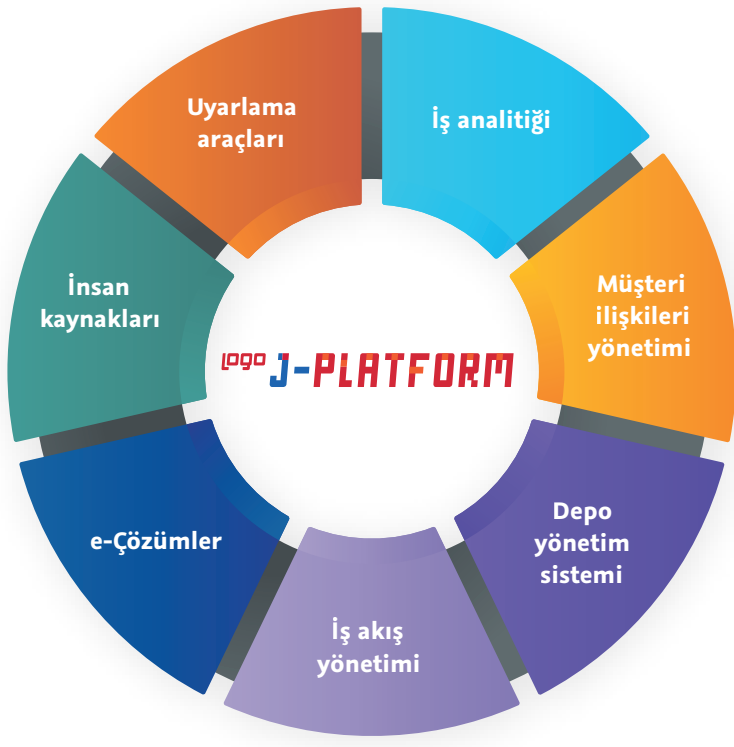 Uyarlama
araçları
İş analitiği
Müşteri
ilişkileri
yönetimi
Depo
yönetim
sistemi
İş akış
yönetimi
e-Çözümler
İnsan
kaynakları
LOGO J-PLATFORM